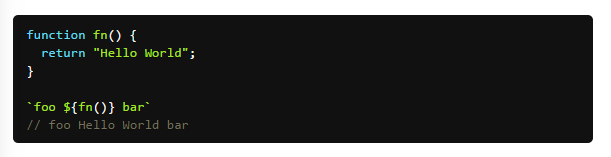 function fn() {
  return "Hello World";
}

`foo ${fn()} bar`
// foo Hello World bar